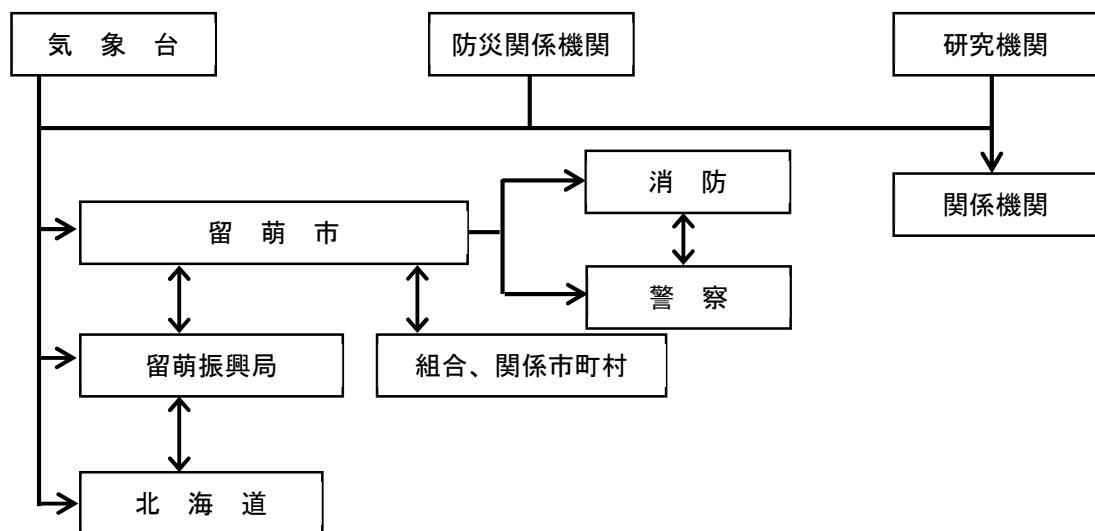 気 象 台
防災関係機関
研究機関
消 防
関係機関
留 萌 市
警 察
留萌振興局
組合、関係市町村
北 海 道